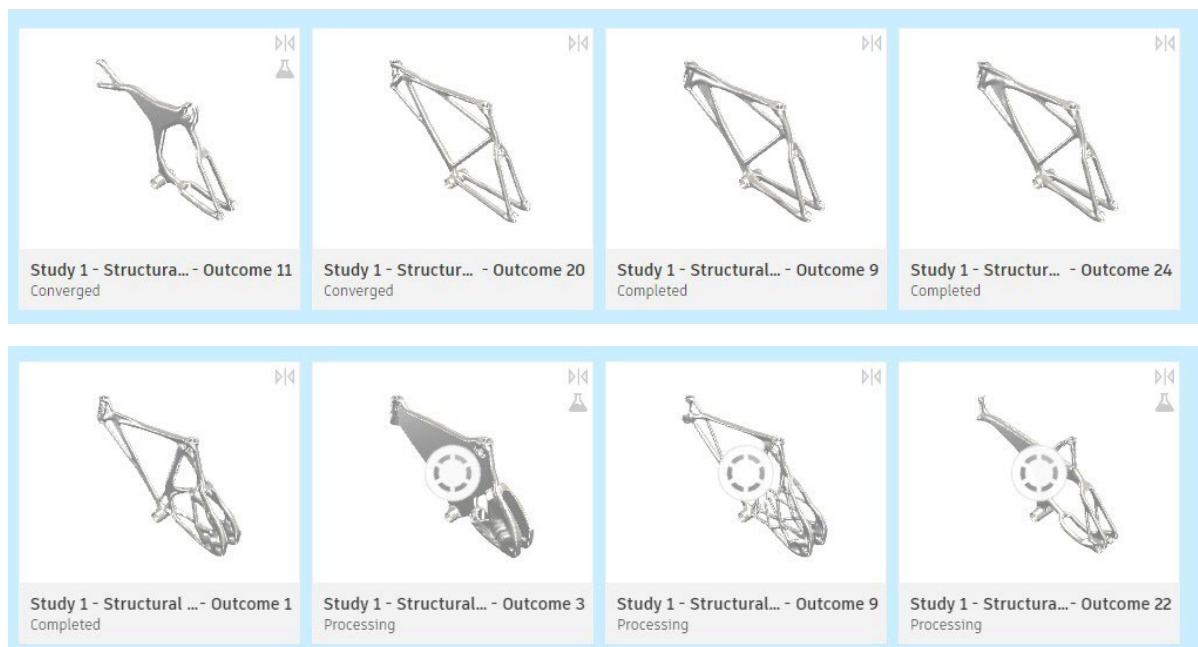 Study 1 - Structura... - Outcome 11
Converged
Study 1 - Structur... - Outcome 20
Converged
Study 1 - Structural... - Outcome 9
Completed
Study 1 - Structur... - Outcome 24
Completed
Study 1 - Structural ...- Outcome 1
Completed
Study 1 - Structural... - Outcome 3
Processing
Study 1 - Structural... - Outcome 9
Processing
Study 1 - Structura...- Outcome 22
Processing